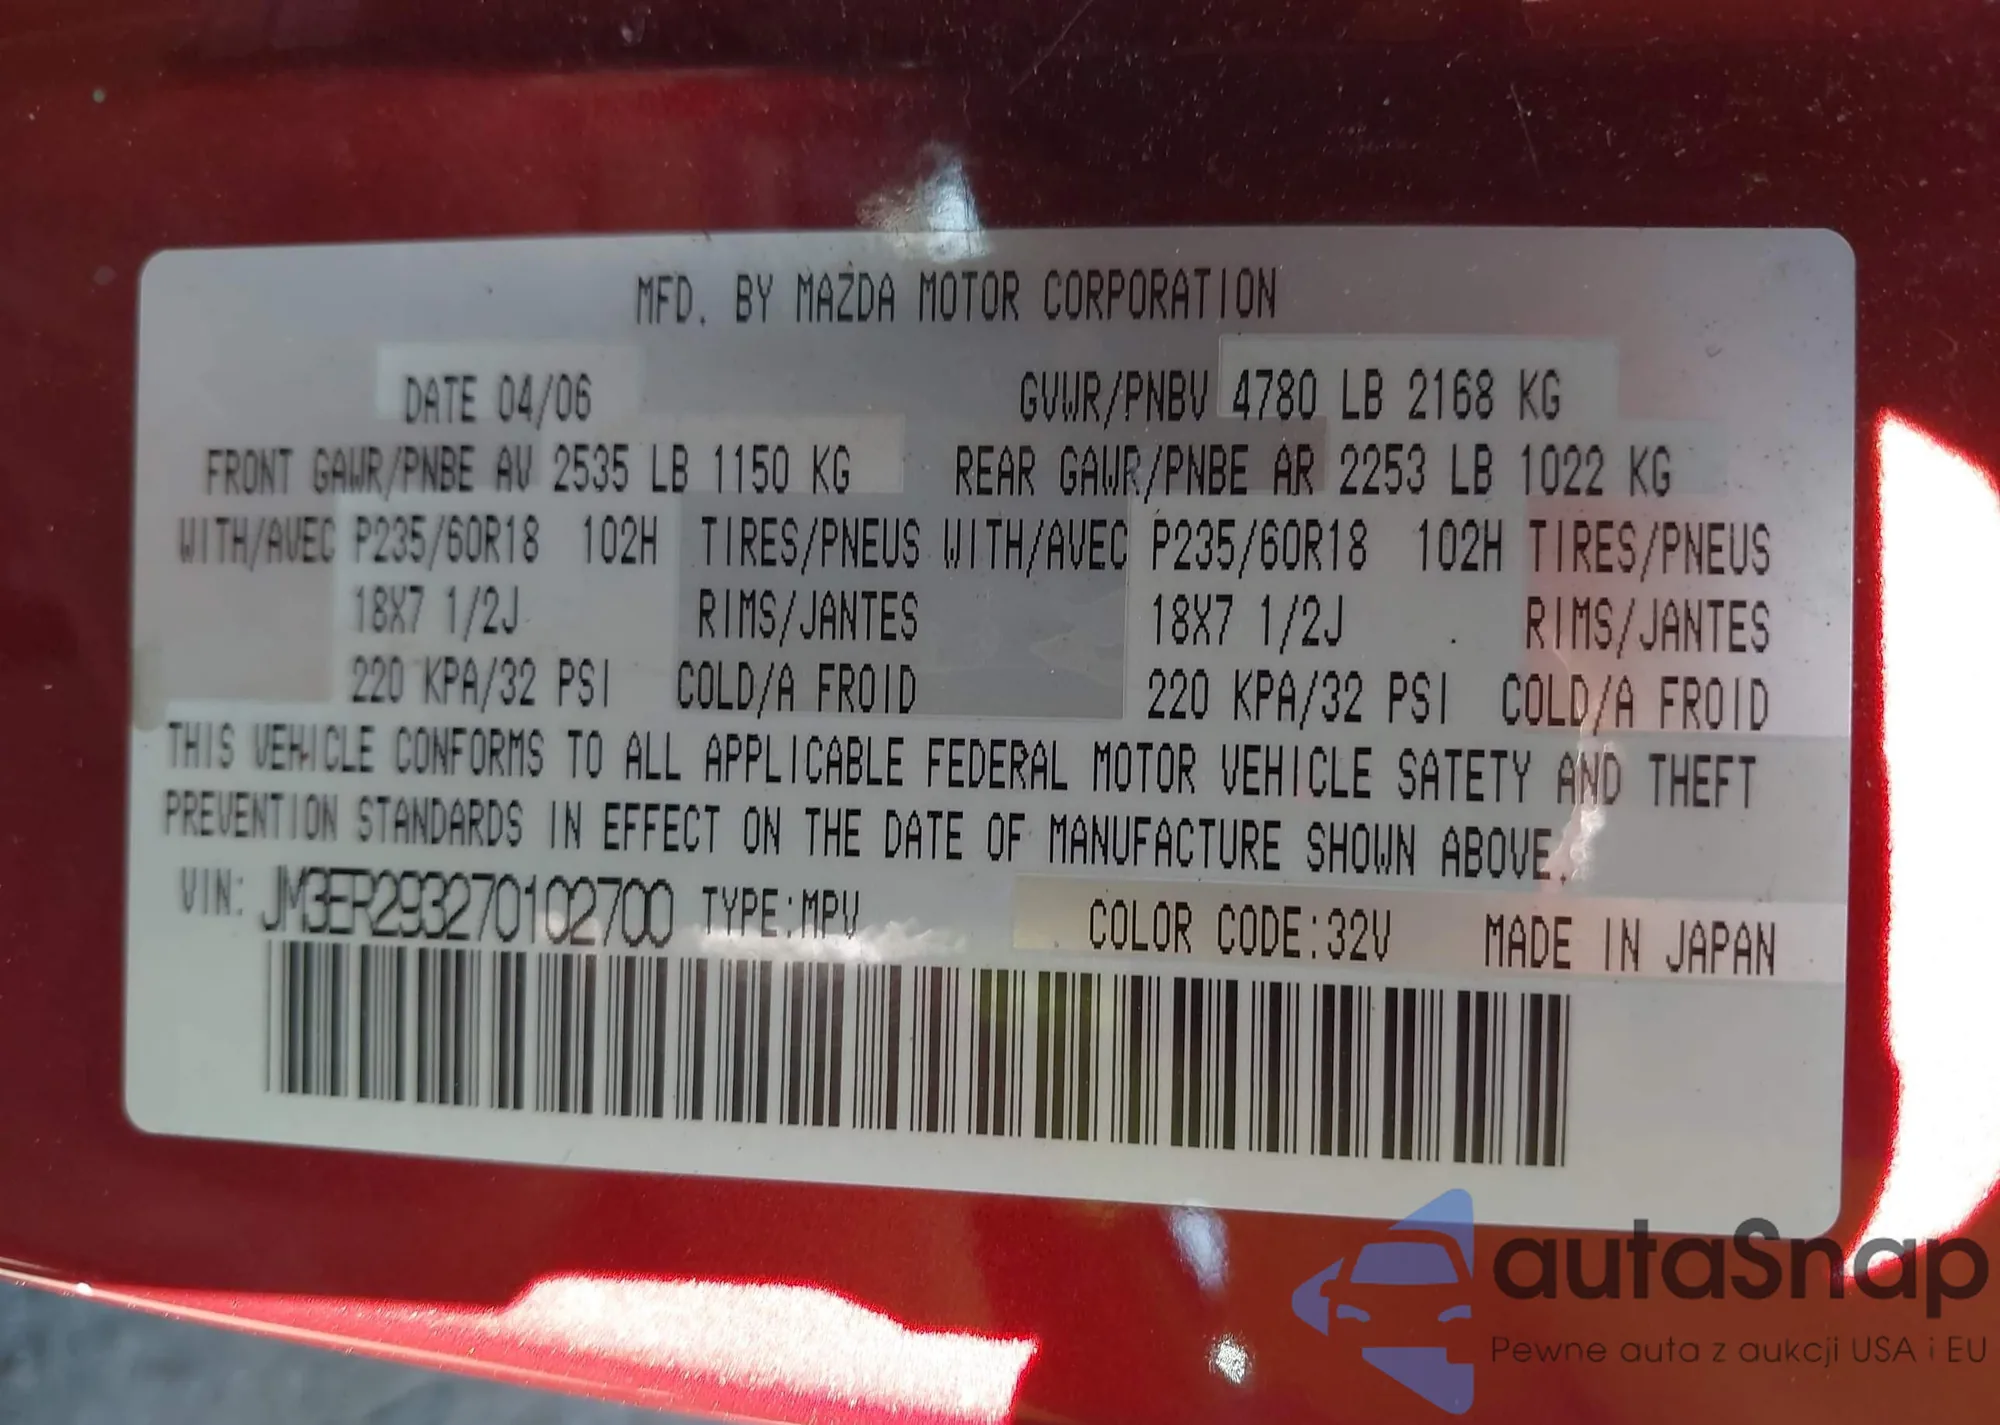 MFD. BY MAZDA MOTOR CORPORATION
DATE 04/06 GVWR/PNBV 4780 LB 2168 KG
FRONT GAWR/PNBE AV 2535 LB 1150 KG REAR GAWR/PNBE AR 2253 LB 1022 KG
WITH/AVEC P235/60R18 102H TIRES/PNEUS WITH/AVEC P235/60R18 102H TIRES/PNEUS
18X7 1/2J RIMS/JANTES 18X7 1/2J RIMS/JANTES
220 KPA/32 PSI COLD/A FROID 220 KPA/32 PSI COLD/A FROID
THIS VEHICLE CONFORMS TO ALL APPLICABLE FEDERAL MOTOR VEHICLE SATETY AND THEFT
PREVENTION STANDARDS IN EFFECT ON THE DATE OF MANUFACTURE SHOWN ABOVE.
VIN: JM3ER293270102700 TYPE:MPV COLOR CODE:32V MADE IN JAPAN
autaSnap
Pewne auta z aukcji USA i EU